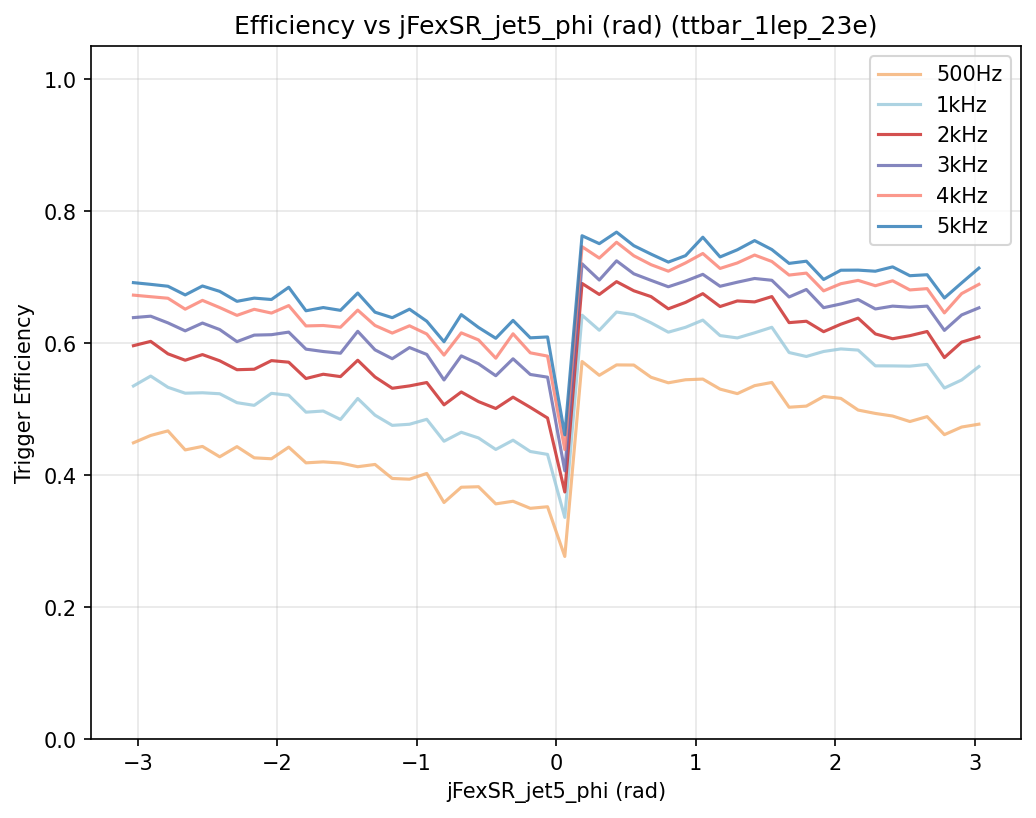 Efficiency vs jFexSR_jet5_phi (rad) (ttbar_1lep_23e)
500Hz
1kHz
2kHz
3kHz
4kHz
5kHz
Trigger Efficiency
1.0
0.8
0.6
0.4
0.2
0.0
−3
−2
−1
0
1
2
3
jFexSR_jet5_phi (rad)